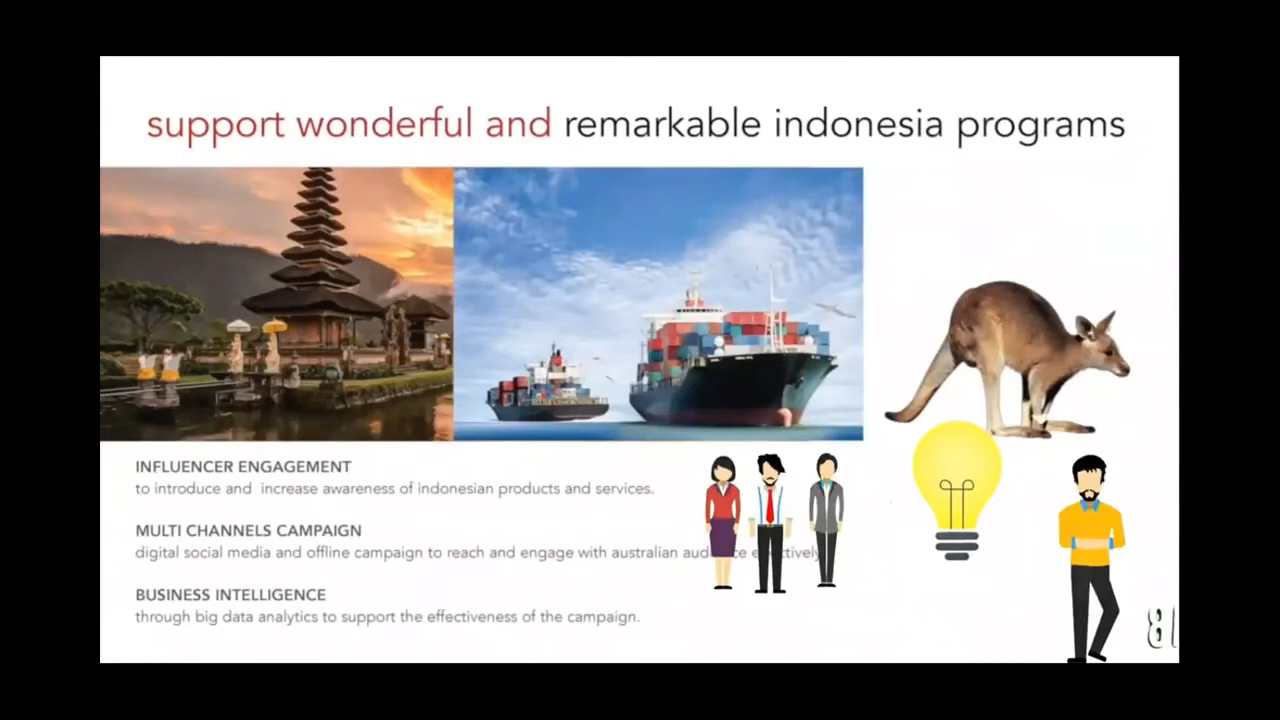 support wonderful and remarkable indonesia programs
INFLUENCER ENGAGEMENT
to introduce and increase awareness of indonesian products and services.
MULTI CHANNELS CAMPAIGN
digital social media and offline campaign to reach and engage with australian
BUSINESS INTELLIGENCE
through big data analytics to support the effectiveness of the campaign.